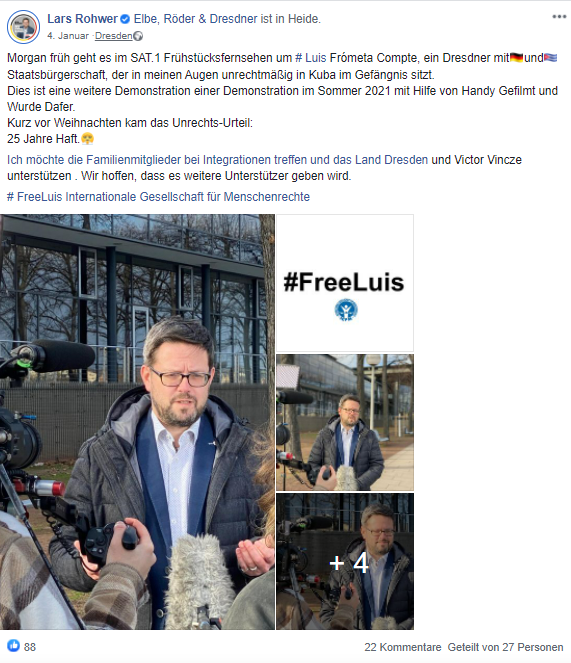 Lars Rohwer Elbe, Röder & Dresdner ist in Heide.
4. Januar · Dresden
Morgan früh geht es im SAT.1 Frühstücksfernsehen um # Luis Frómeta Compte, ein Dresdner mit🇩🇪und🇨🇺
Staatsbürgerschaft, der in meinen Augen unrechtmäßig in Kuba im Gefängnis sitzt.
Dies ist eine weitere Demonstration einer Demonstration im Sommer 2021 mit Hilfe von Handy Gefilmt und
Wurde Dafer.
Kurz vor Weihnachten kam das Unrechts-Urteil:
25 Jahre Haft.😤
Ich möchte die Familienmitglieder bei Integrationen treffen und das Land Dresden und Victor Vincze
unterstützen . Wir hoffen, dass es weitere Unterstützer geben wird.
# FreeLuis Internationale Gesellschaft für Menschenrechte
#FreeLuis
+ 4
88
22 Kommentare Geteilt von 27 Personen